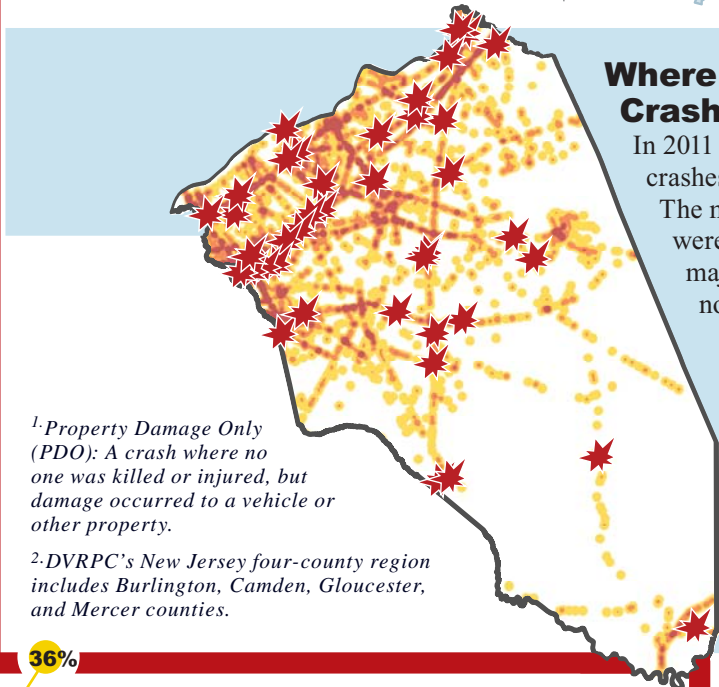 Where
Crash
In 2011
crashes
The
were
maj
no
1. Property Damage Only
(PDO): A crash where no
one was killed or injured, but
damage occurred to a vehicle or
other property.
2. DVRPC's New Jersey four-county region
includes Burlington, Camden, Gloucester,
and Mercer counties.
36%